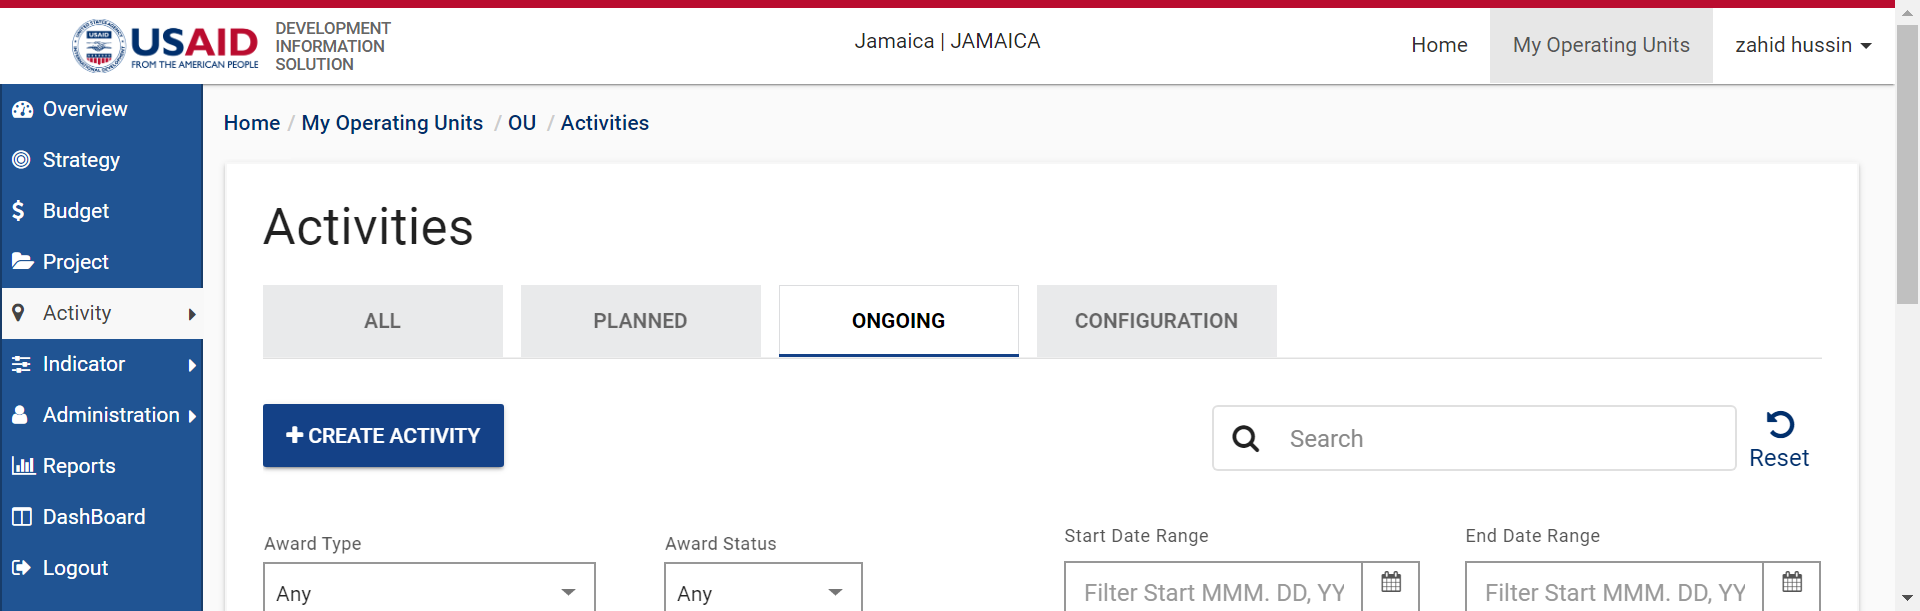 USAID
FROM THE AMERICAN PEOPLE
DEVELOPMENT
INFORMATION
SOLUTION
Jamaica | JAMAICA
Home
My Operating Units
zahid hussin
Overview
Strategy
Budget
Project
Activity
Indicator
Administration
Reports
DashBoard
Logout
Home / My Operating Units / OU / Activities
Activities
ALL
PLANNED
ONGOING
CONFIGURATION
CREATE ACTIVITY
Search
Reset
Award Type
Any
Award Status
Any
Start Date Range
Filter Start MMM. DD, YY
End Date Range
Filter Start MMM. DD, YY